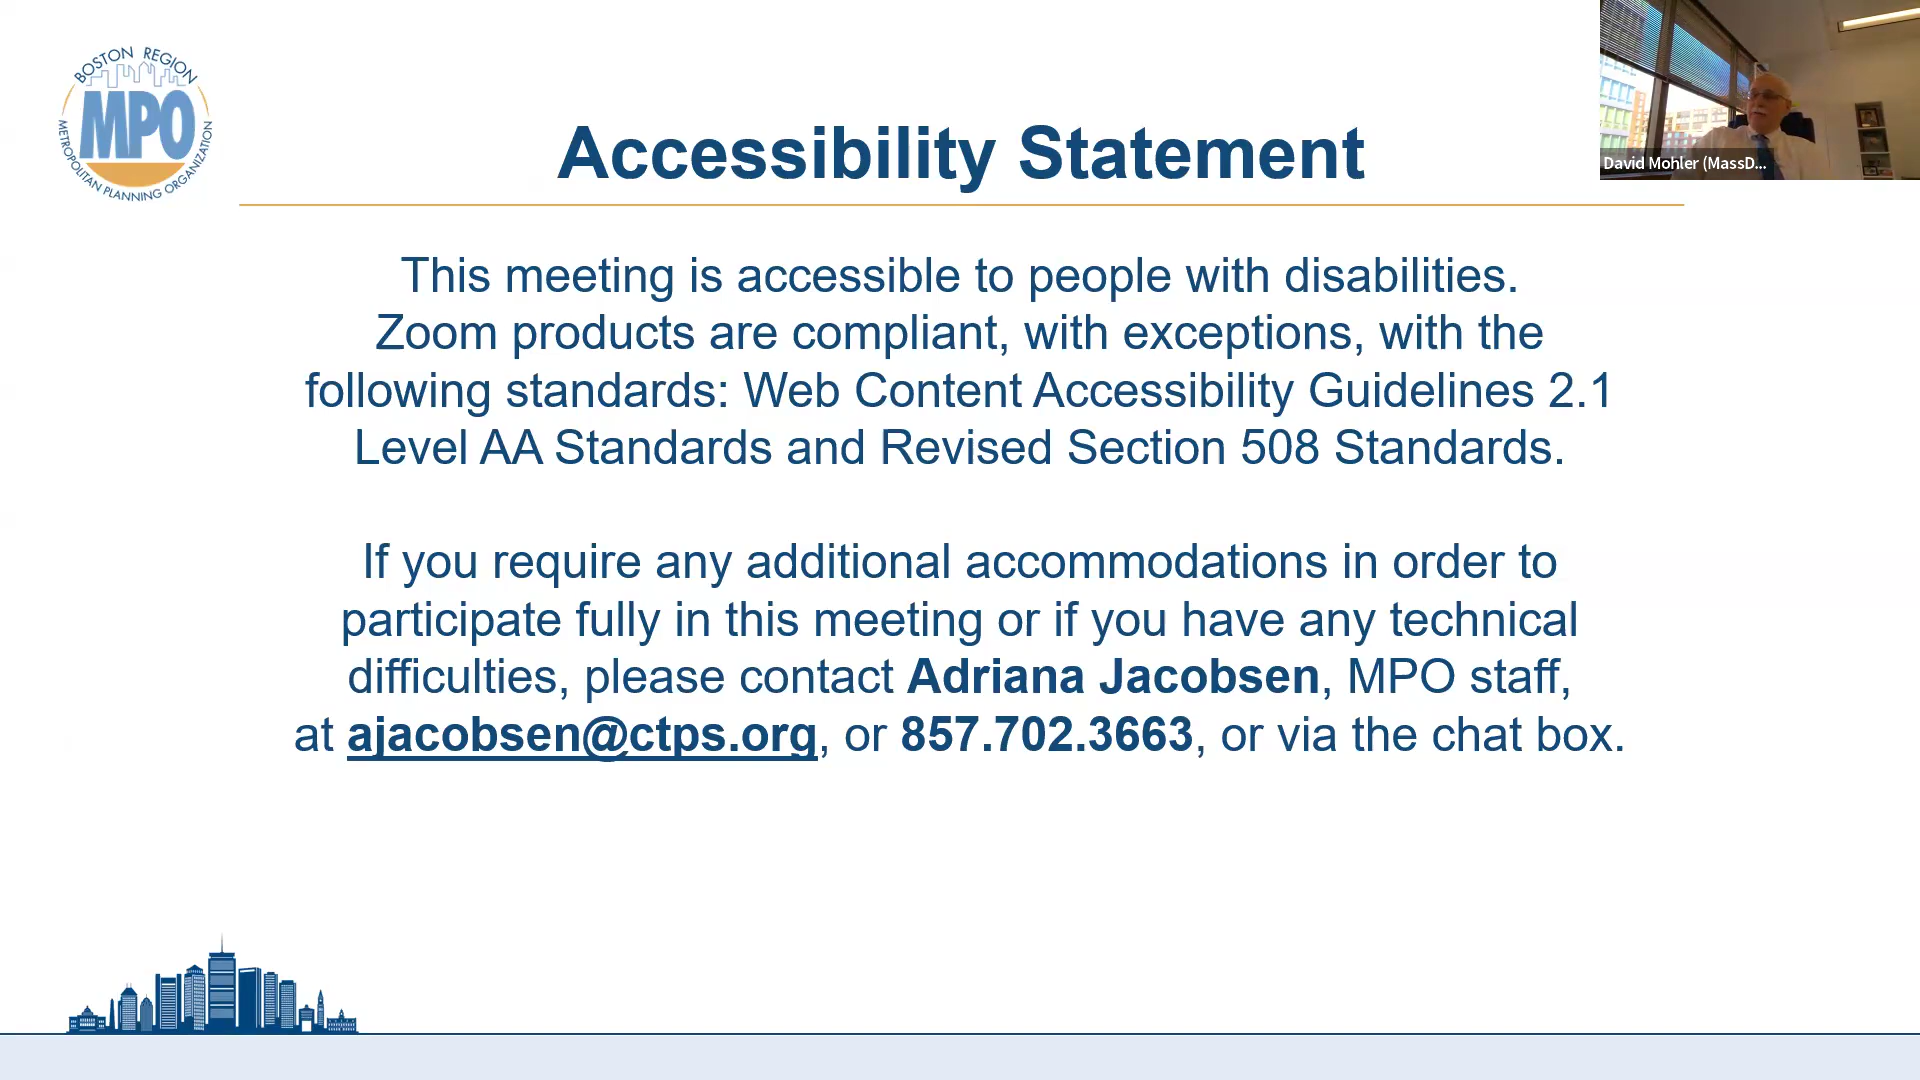 BOSTON REGION
MPO
METROPOLITAN PLANNING ORGANIZATION
Accessibility Statement
David Mohler (MassD...
This meeting is accessible to people with disabilities.
Zoom products are compliant, with exceptions, with the
following standards: Web Content Accessibility Guidelines 2.1
Level AA Standards and Revised Section 508 Standards.
If you require any additional accommodations in order to
participate fully in this meeting or if you have any technical
difficulties, please contact Adriana Jacobsen, MPO staff,
at ajacobsen@ctps.org, or 857.702.3663, or via the chat box.